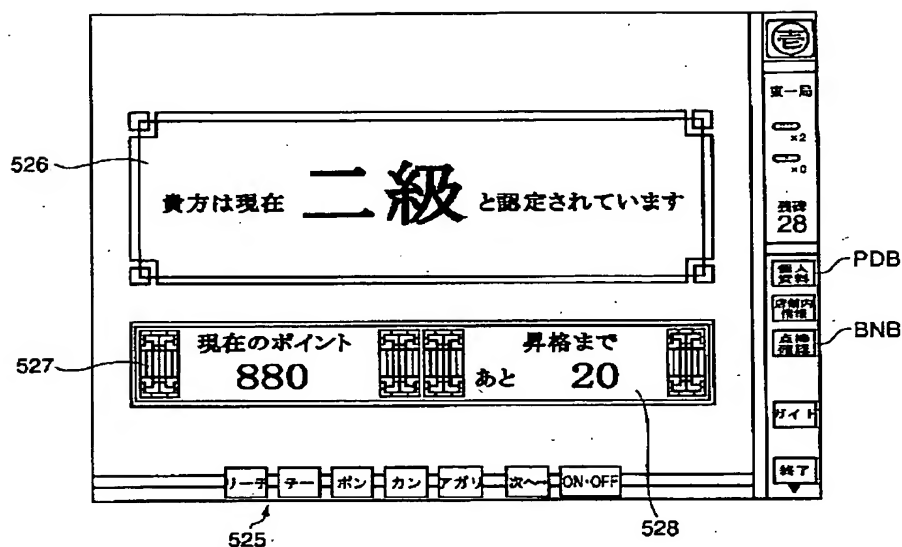 壱
東一局
×2
×0
残牌
28
526
貴方は現在 二級 と認定されています
個人
資料
PDB
店舗内
情報
点棒
確認
BNB
527
現在のポイント
880
昇格まで
あと 20
ガイト
終了
リーチ
チー
ポン
カン
アガリ
次へ
ON・OFF
525
528